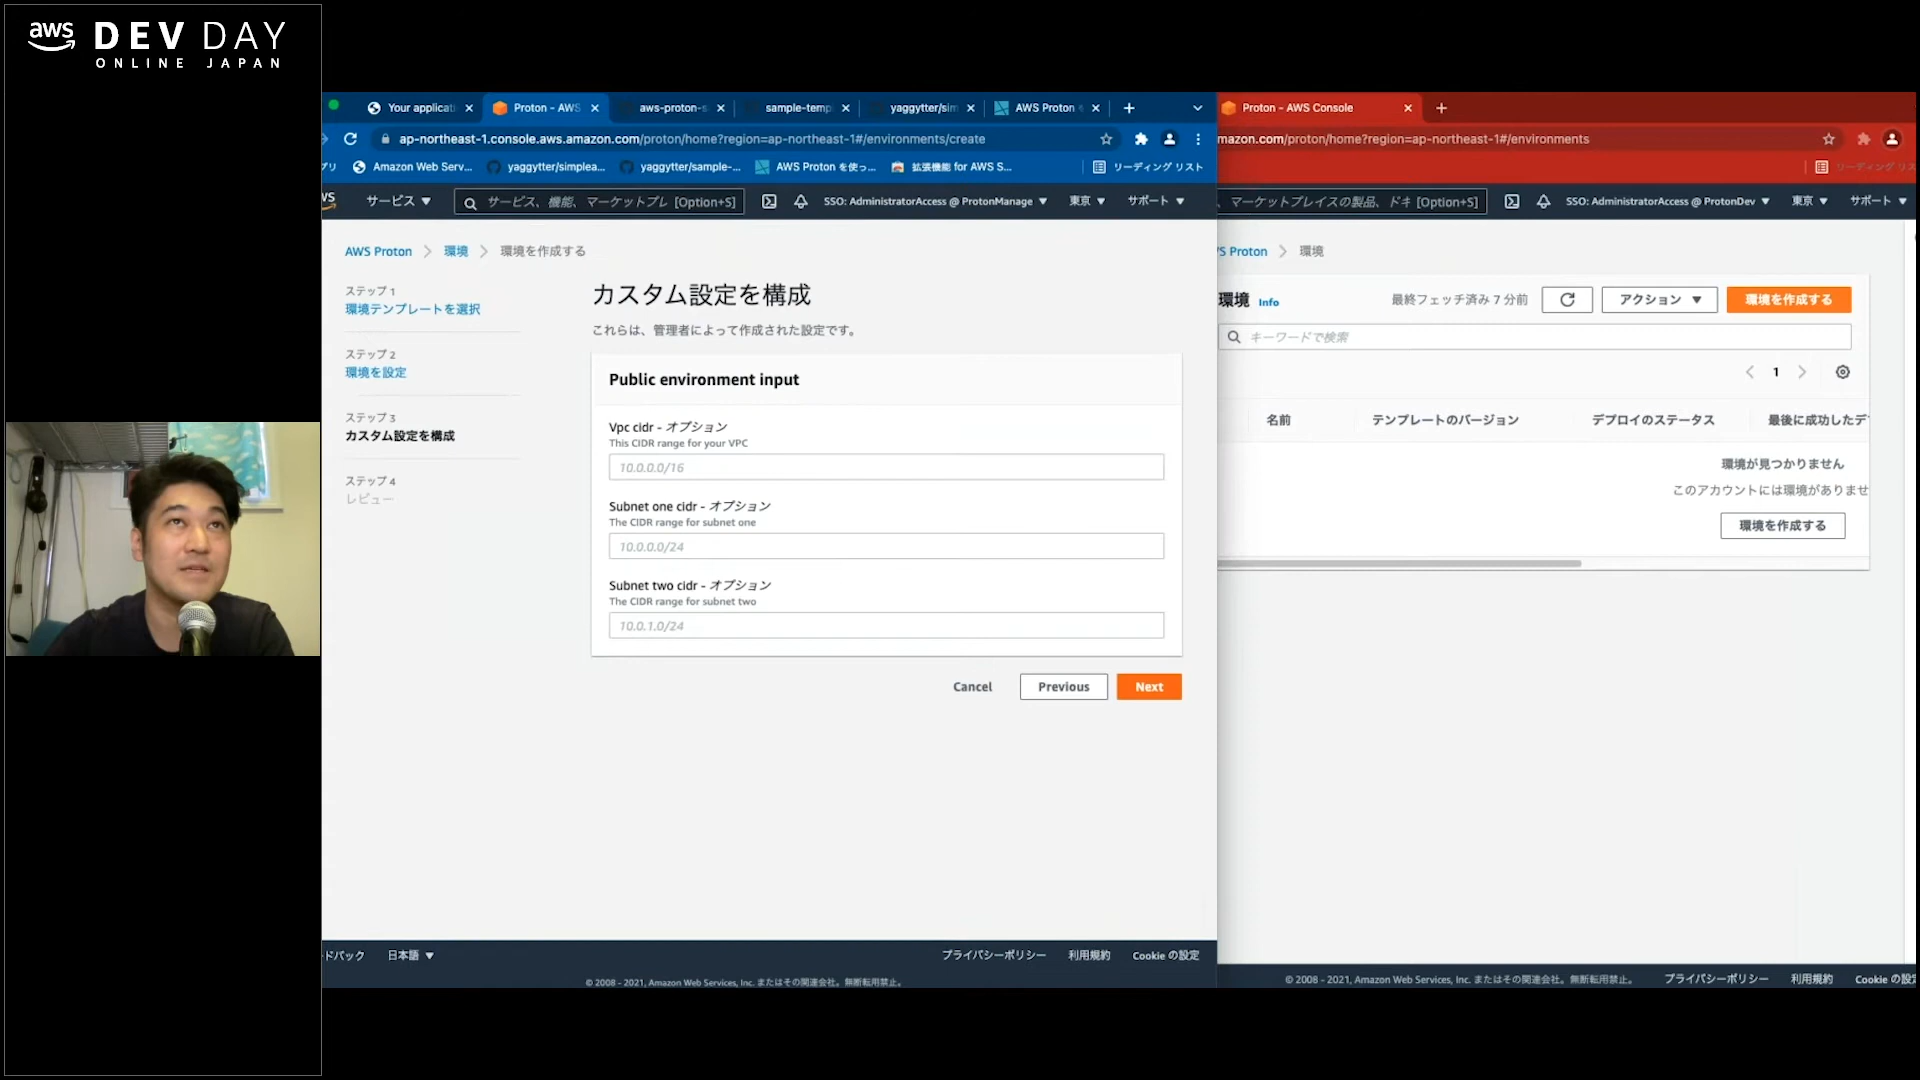 aws DEV DAY
ONLINE JAPAN
Your applicat
Proton - AWS
aws-proton-s
sample-temp
yaggytter/sim
AWS Proton
Proton - AWS Console
ap-northeast-1.console.aws.amazon.com/proton/home?region=ap-northeast-1#/environments/create
mazon.com/proton/home?region=ap-northeast-1#/environments
プリ
Amazon Web Serv...
yaggytter/simplea...
yaggytter/sample-...
AWS Proton を使っ...
拡張機能 for AWS S...
リーディング リスト
リーディング リス
サービス ▼
サービス、機能、マーケットプレ [Option+S]
SSO: AdministratorAccess @ ProtonManage ▼
東京 ▼
サポート ▼
、マーケットプレイスの製品、ドキ [Option+S]
SSO: AdministratorAccess @ ProtonDev ▼
東京 ▼
サポート ▼
AWS Proton > 環境 > 環境を作成する
S Proton > 環境
ステップ 1
環境テンプレートを選択
ステップ 2
環境を設定
ステップ 3
カスタム設定を構成
ステップ 4
レビュー
カスタム設定を構成
これらは、管理者によって作成された設定です。
Public environment input
Vpc cidr - オプション
This CIDR range for your VPC
10.0.0.0/16
Subnet one cidr - オプション
The CIDR range for subnet one
10.0.0.0/24
Subnet two cidr - オプション
The CIDR range for subnet two
10.0.1.0/24
Cancel
Previous
Next
環境 Info
最終フェッチ済み 7 分前
アクション ▼
環境を作成する
キーワードで検索
< 1 >
名前
テンプレートのバージョン
デプロイのステータス
最後に成功したデ
環境が見つかりません
このアカウントには環境がありませ
環境を作成する
ドバック
日本語 ▼
プライバシーポリシー
利用規約
Cookie の設定
© 2008 - 2021, Amazon Web Services, Inc. またはその関連会社。無断転用禁止。
© 2008 - 2021, Amazon Web Services, Inc. またはその関連会社。無断転用禁止。
プライバシーポリシー
利用規約
Cookie の設